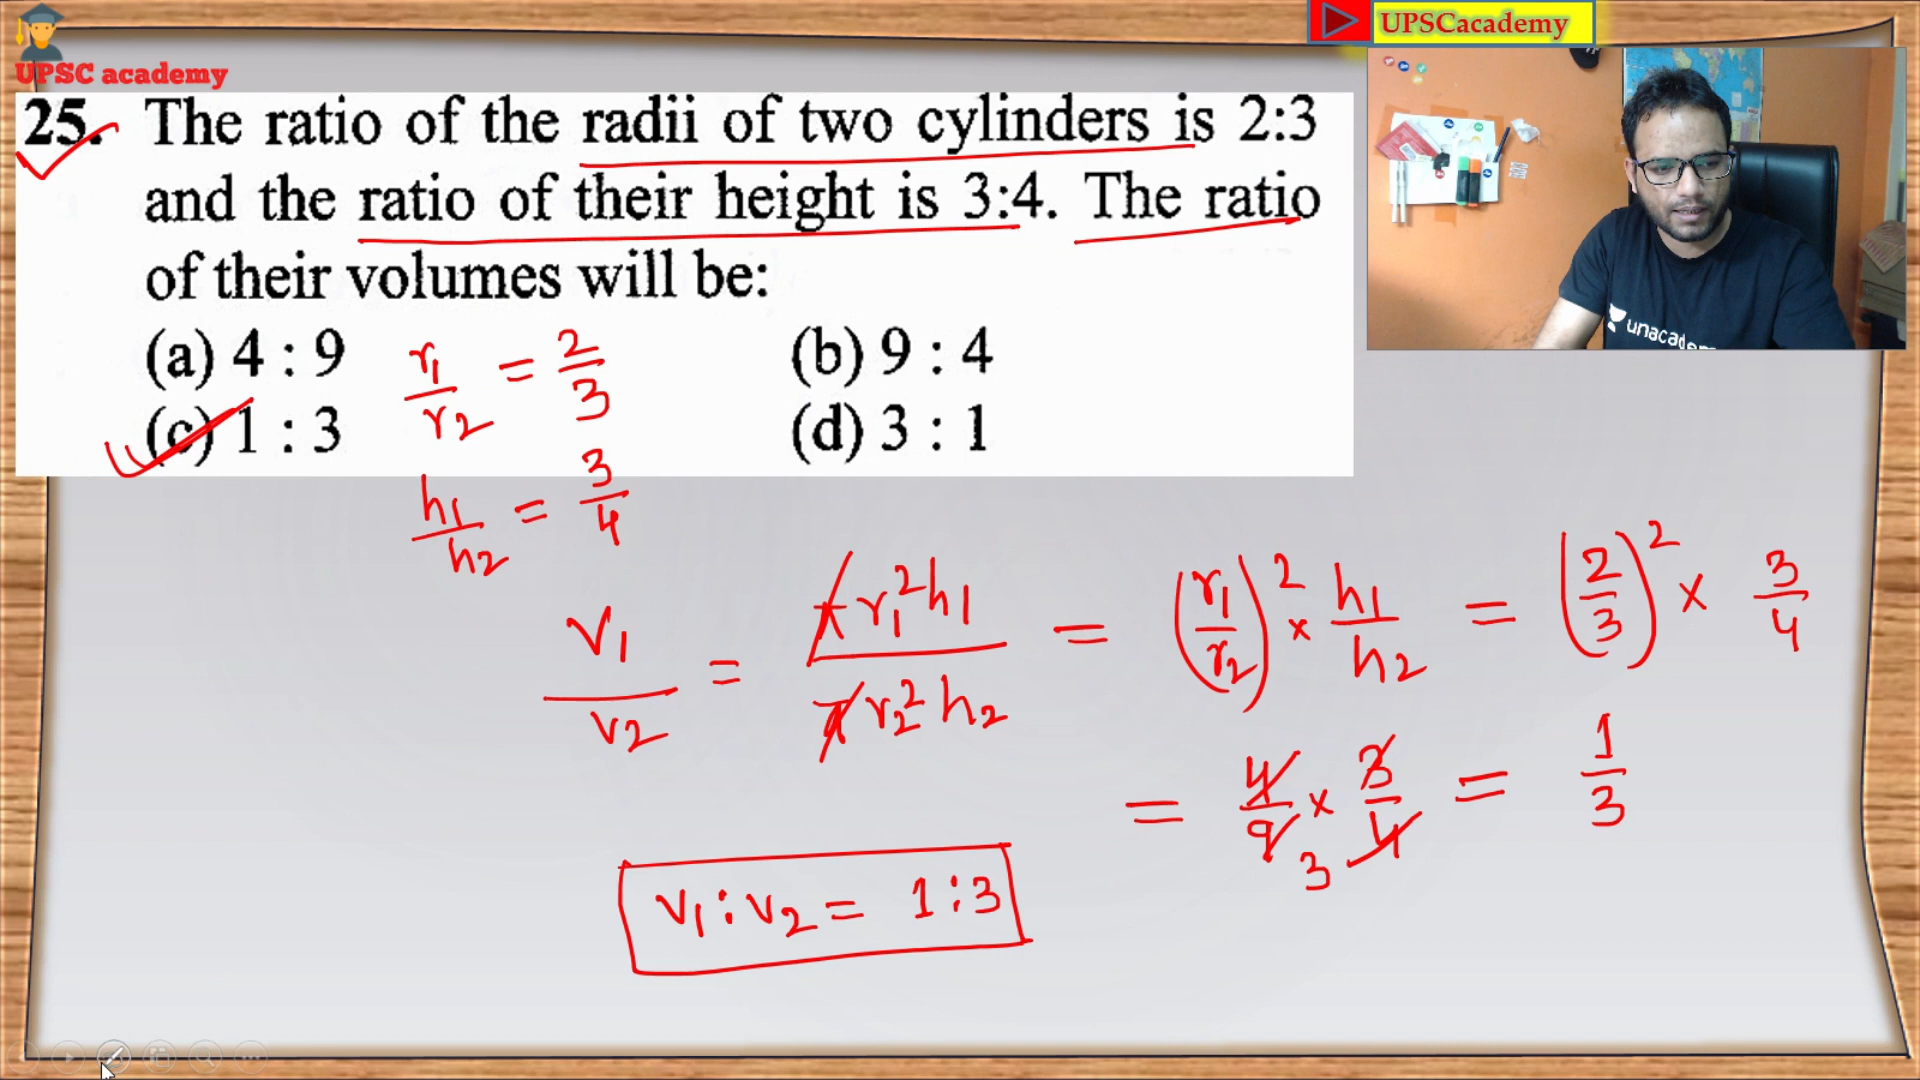 UPSCacademy
UPSC academy
25. The ratio of the radii of two cylinders is 2:3
and the ratio of their height is 3:4. The ratio
of their volumes will be:
(a) 4 : 9 (b) 9 : 4
(c) 1 : 3 (d) 3 : 1
r1/r2 = 2/3
h1/h2 = 3/4
V1/V2 = πr1²h1/πr2²h2 = (r1/r2)² × h1/h2 = (2/3)² × 3/4
= 4/9 × 3/4 = 1/3
3
V1 : V2 = 1 : 3
unacadem